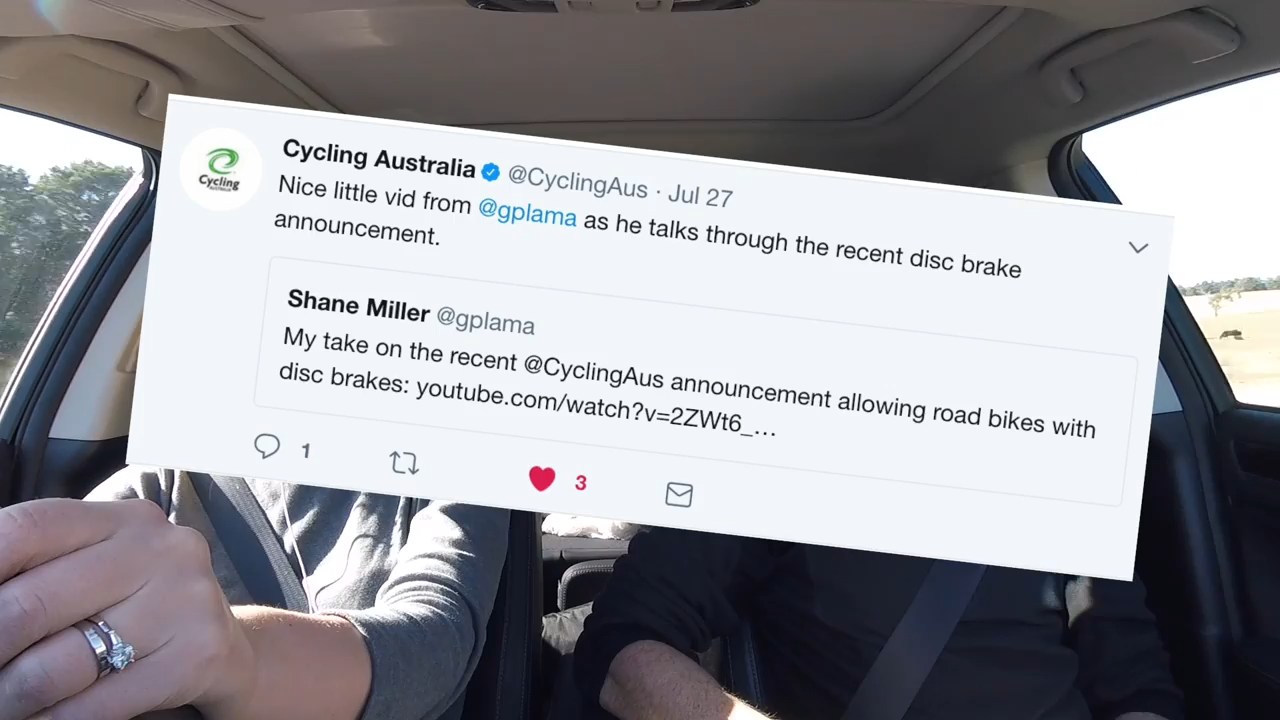 Cycling Australia @CyclingAus · Jul 27
Nice little vid from @gplama as he talks through the recent disc brake
announcement.
Shane Miller @gplama
My take on the recent @CyclingAus announcement allowing road bikes with
disc brakes: youtube.com/watch?v=2ZWt6_...
1
3
Cycling
AUSTRALIA